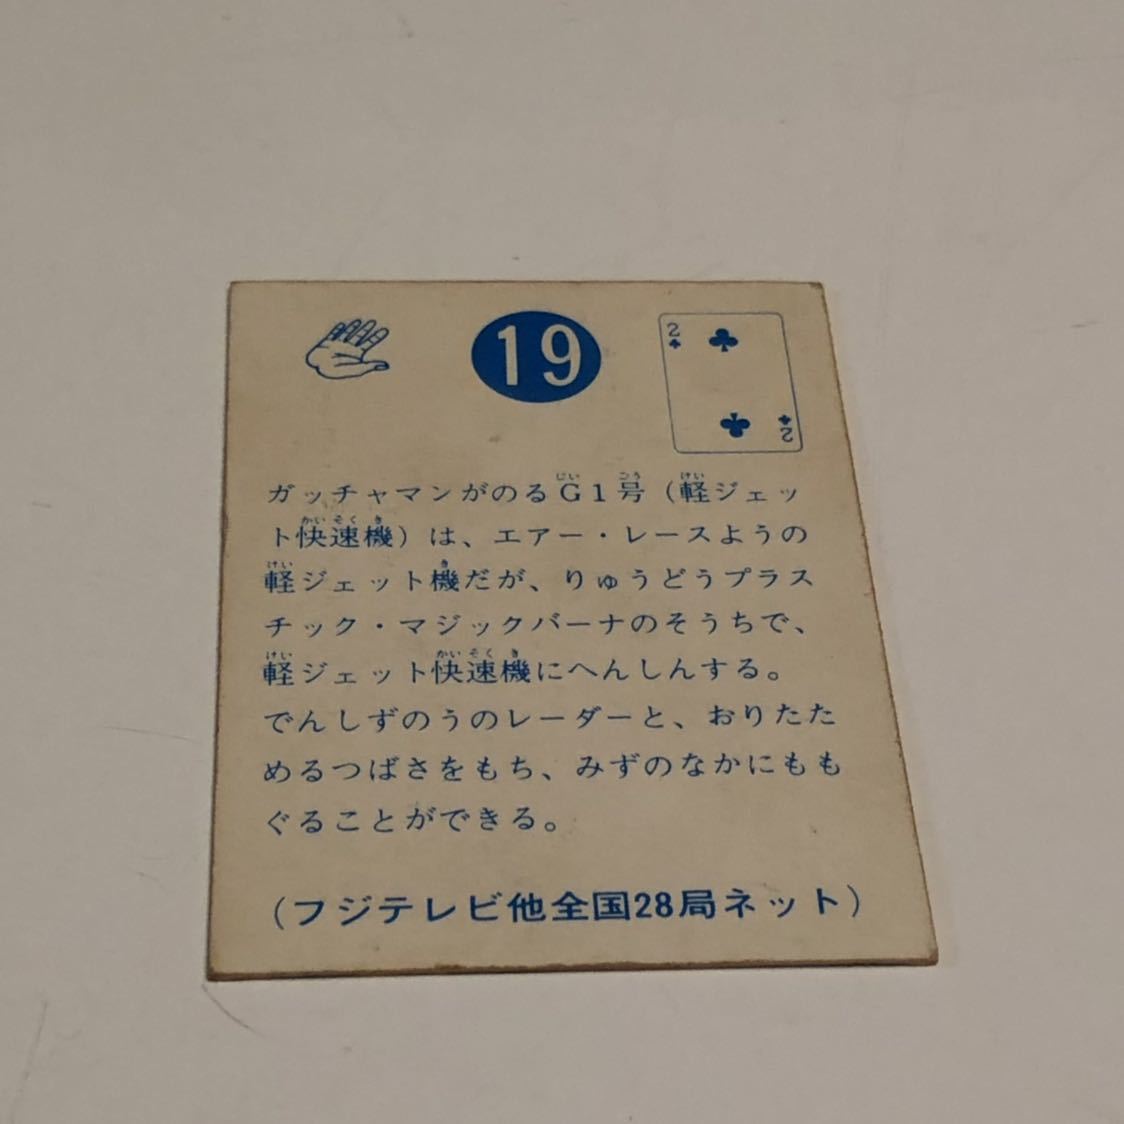 19
2
2
ガッチャマンがのるG1号(軽ジェッ
ト快速機)は、エアー・レースようの
軽ジェット機だが、りゅうどうプラス
チック・マジックバーナのそうちで、
軽ジェット快速機にへんしんする。
でんしずのうのレーダーと、おりたた
めるつばさをもち、みずのなかにもも
ぐることができる。
(フジテレビ他全国28局ネット)